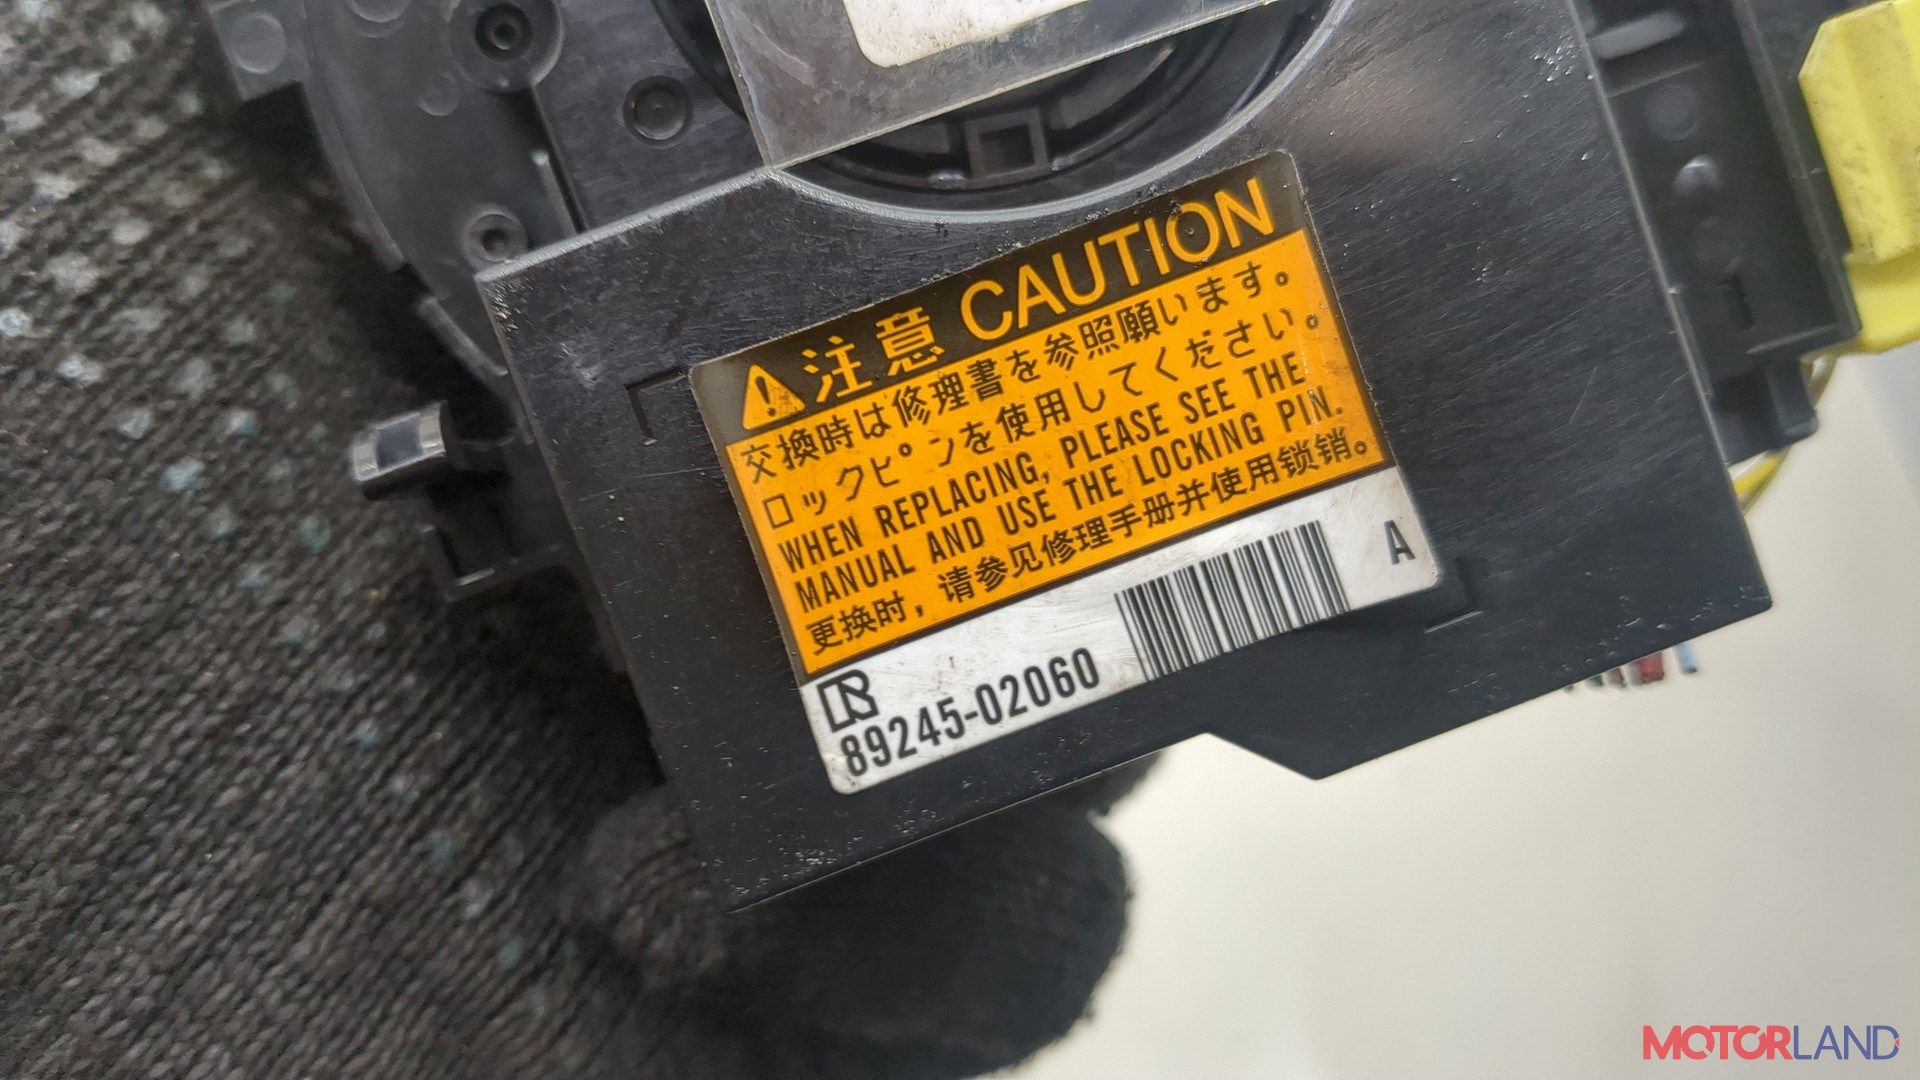 注意 CAUTION
交換時は修理書を参照願います。
ロックピンを使用してください。
WHEN REPLACING, PLEASE SEE THE
MANUAL AND USE THE LOCKING PIN.
更换时，请参见修理手册并使用锁销。
A
89245-02060
MOTORLAND